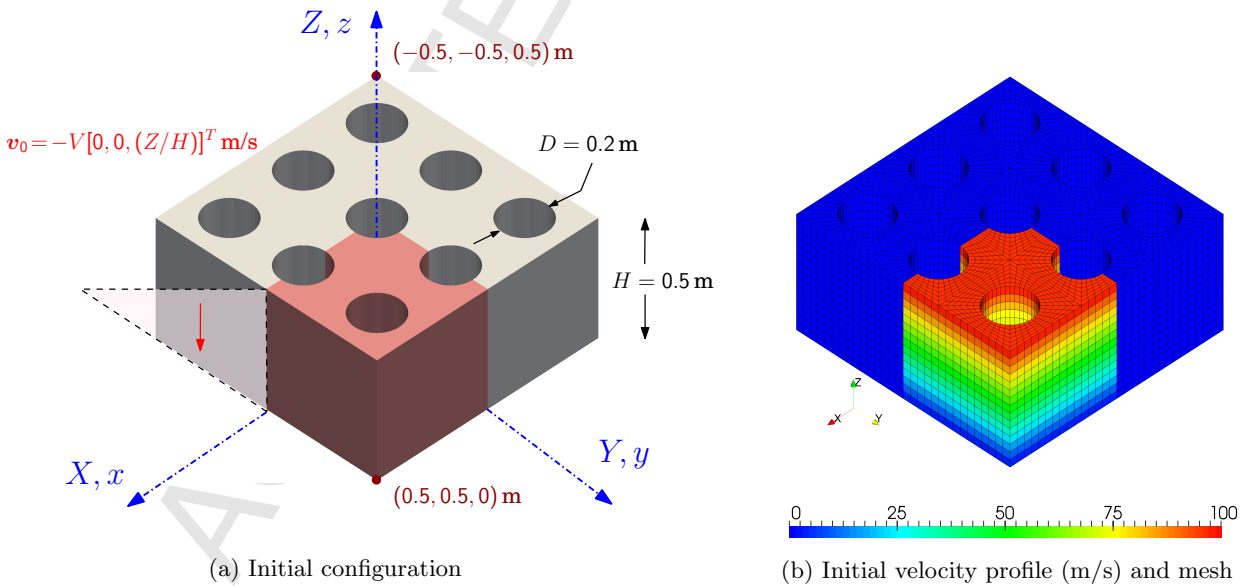 Z, z
(−0.5, −0.5, 0.5) m
v₀ = −V[0, 0, (Z/H)]ᵀ m/s
D = 0.2 m
H = 0.5 m
X, x
Y, y
(0.5, 0.5, 0) m
(a) Initial configuration
Z
X
Y
0 25 50 75 100
(b) Initial velocity profile (m/s) and mesh